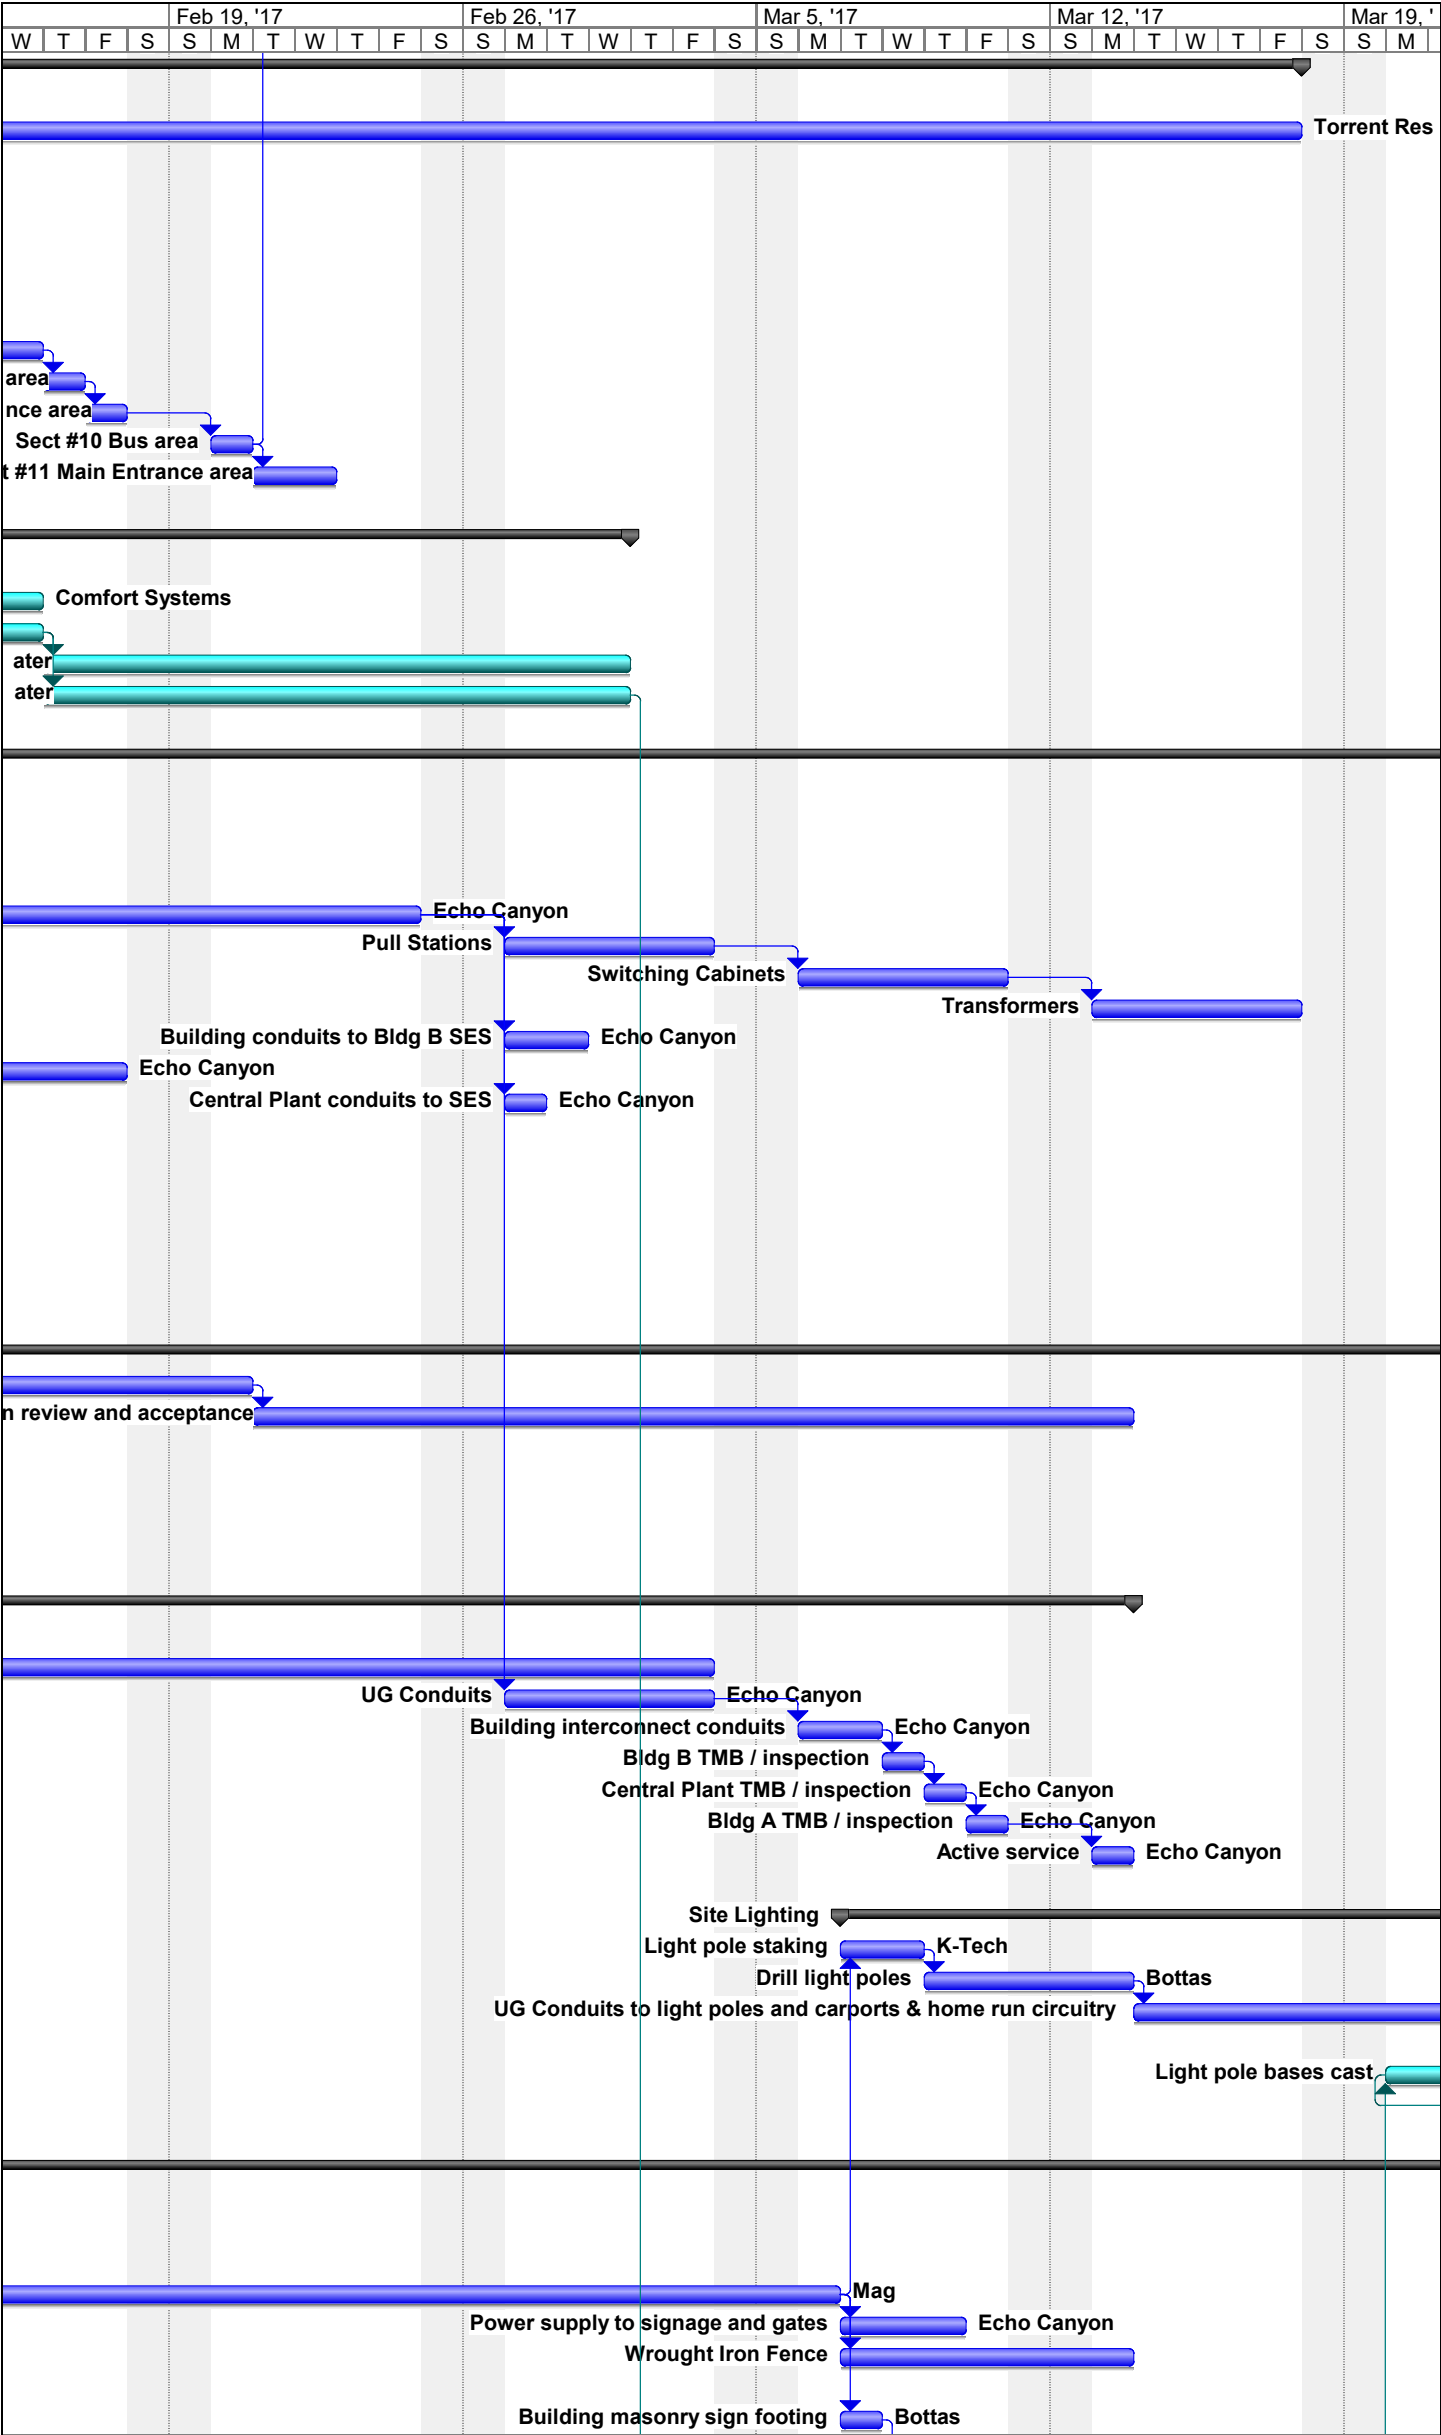 Feb 19, '17 Feb 26, '17 Mar 5, '17 Mar 12, '17 Mar 19, '
W T F S S M T W T F S S M T W T F S S M T W T F S S M T W T F S S M
Torrent Res
area
nce area
Sect #10 Bus area
t #11 Main Entrance area
Comfort Systems
ater
ater
Echo Canyon
Pull Stations
Switching Cabinets
Transformers
Building conduits to Bldg B SES Echo Canyon
Echo Canyon
Central Plant conduits to SES Echo Canyon
n review and acceptance
UG Conduits Echo Canyon
Building interconnect conduits Echo Canyon
Bldg B TMB / inspection
Central Plant TMB / inspection Echo Canyon
Bldg A TMB / inspection Echo Canyon
Active service Echo Canyon
Site Lighting
Light pole staking K-Tech
Drill light poles Bottas
UG Conduits to light poles and carports & home run circuitry
Light pole bases cast
Mag
Power supply to signage and gates Echo Canyon
Wrought Iron Fence
Building masonry sign footing Bottas